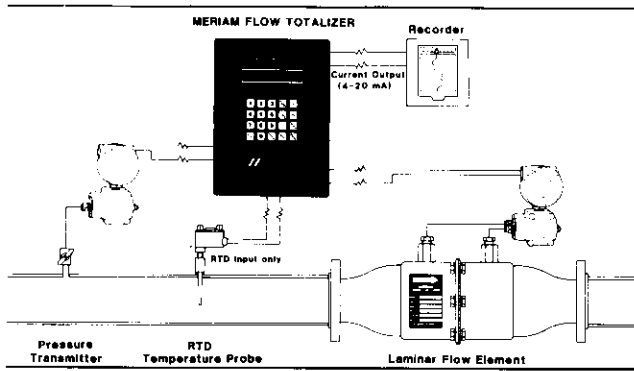 MERIAM FLOW TOTALIZER
Recorder
Current Output
(4-20 mA)
RTD Input only
Pressure
Transmitter
RTD
Temperature Probe
Laminar Flow Element